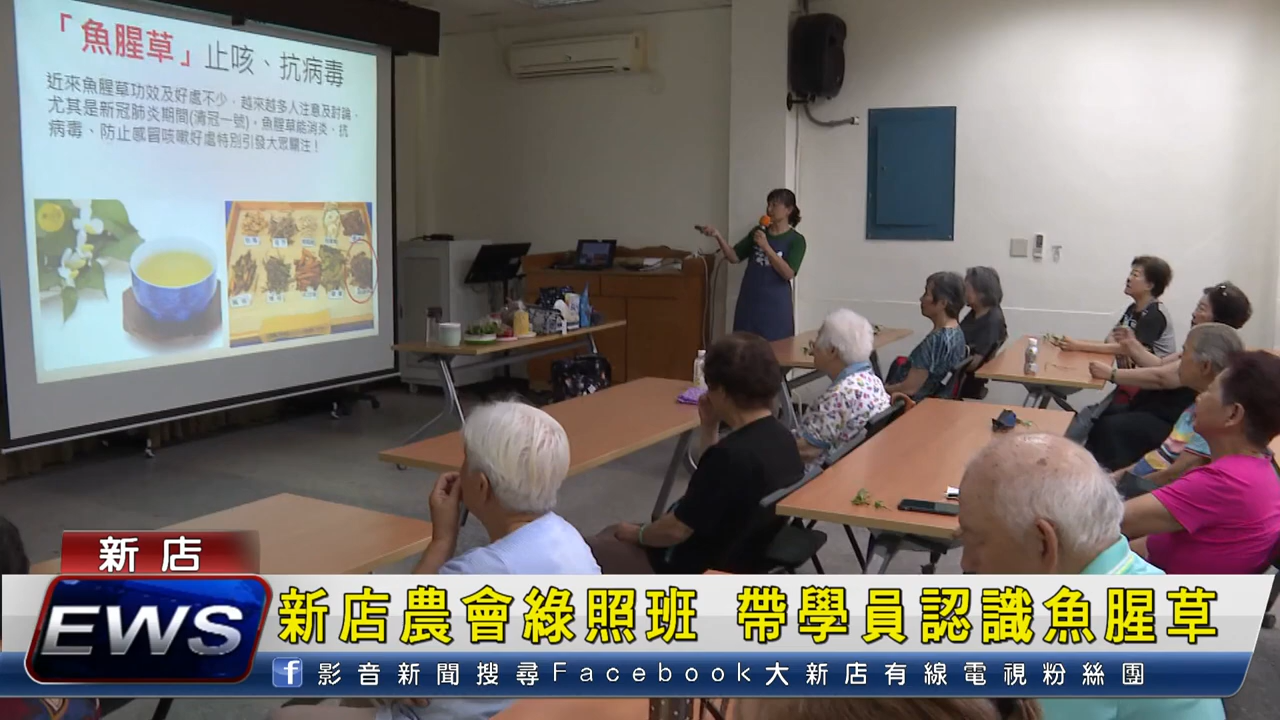 「魚腥草」止咳、抗病毒
近來魚腥草功效及好處不少，越來越多人注意及討論，
尤其是新冠肺炎期間(清冠一號)，魚腥草能消炎、抗
病毒、防止感冒咳嗽好處特別引發大眾關注！
新店
EWS
新店農會綠照班 帶學員認識魚腥草
影音新聞搜尋Facebook大新店有線電視粉絲團